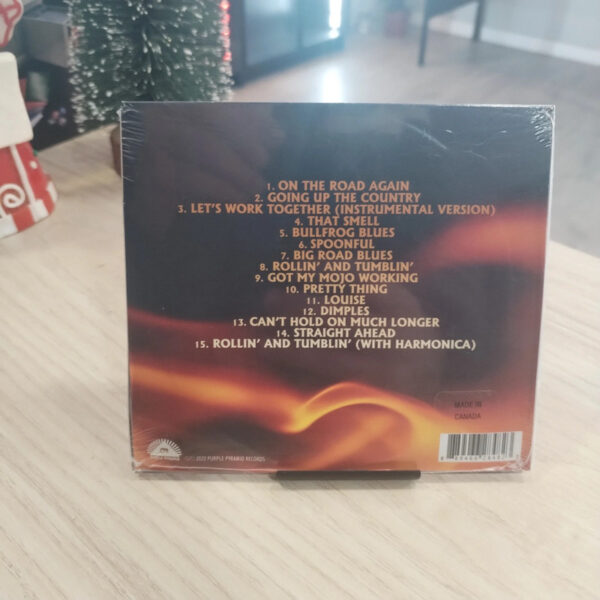 1. ON THE ROAD AGAIN
2. GOING UP THE COUNTRY
3. LET'S WORK TOGETHER (INSTRUMENTAL VERSION)
4. THAT SMELL
5. BULLFROG BLUES
6. SPOONFUL
7. BIG ROAD BLUES
8. ROLLIN' AND TUMBLIN'
9. GOT MY MOJO WORKING
10. PRETTY THING
11. LOUISE
12. DIMPLES
13. CAN'T HOLD ON MUCH LONGER
14. STRAIGHT AHEAD
15. ROLLIN' AND TUMBLIN' (WITH HARMONICA)
MADE IN
CANADA
PURPLE PYRAMID RECORDS